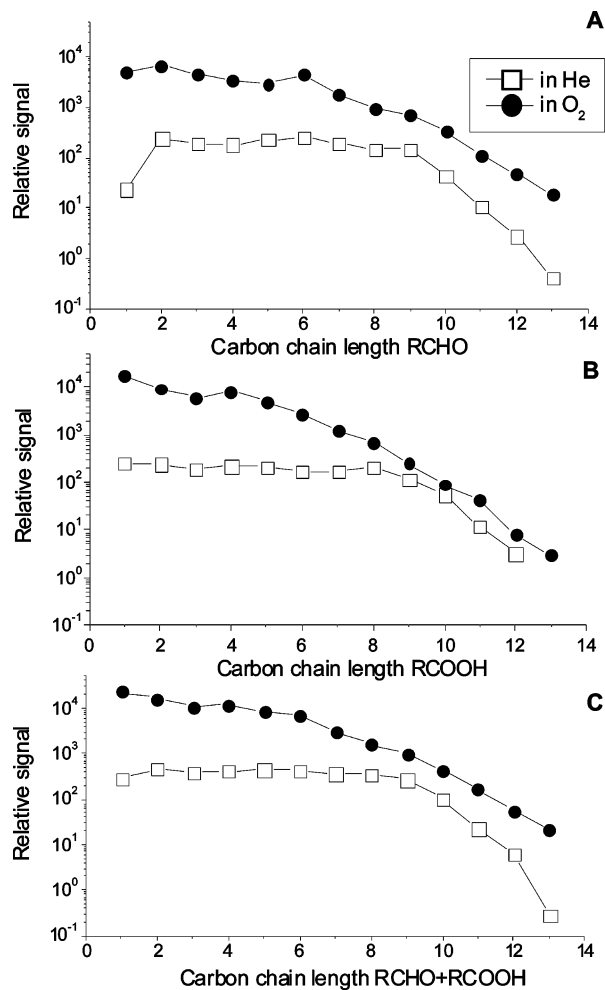 A
10^4
10^3
10^2
10^1
10^0
10^-1
Relative signal
in He
in O₂
0 2 4 6 8 10 12 14
Carbon chain length RCHO
B
10^4
10^3
10^2
10^1
10^0
10^-1
Relative signal
0 2 4 6 8 10 12 14
Carbon chain length RCOOH
C
10^4
10^3
10^2
10^1
10^0
10^-1
Relative signal
0 2 4 6 8 10 12 14
Carbon chain length RCHO+RCOOH